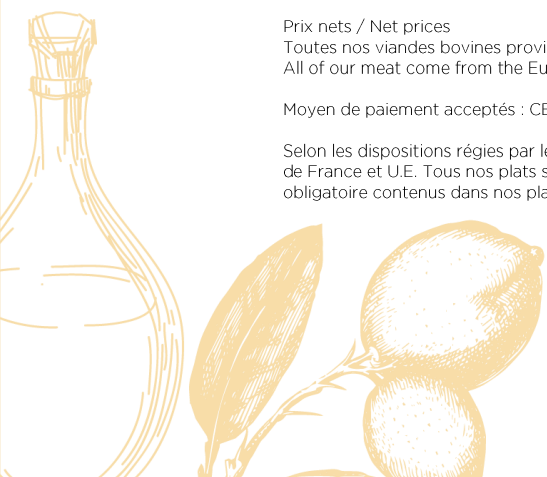 Prix nets / Net prices
Toutes nos viandes bovines provi
All of our meat come from the Eu
Moyen de paiement acceptés : CB
Selon les dispositions régies par le
de France et U.E. Tous nos plats s
obligatoire contenus dans nos pla